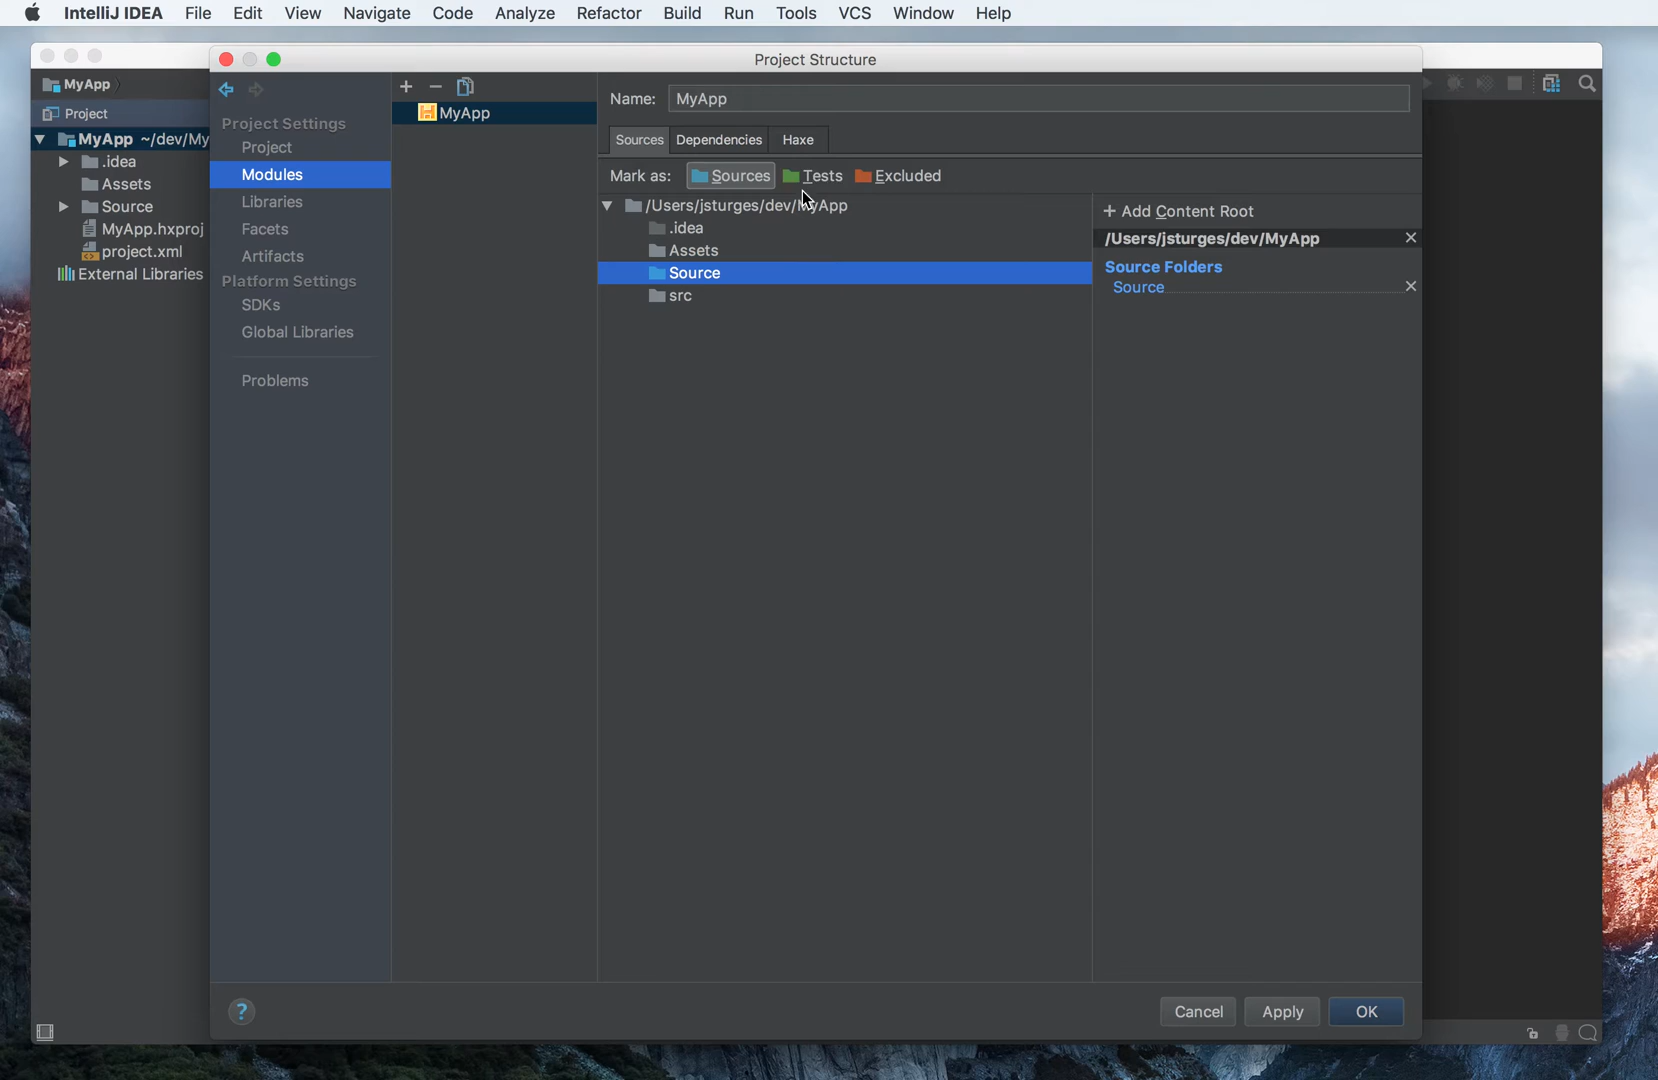 IntelliJ IDEA File Edit View Navigate Code Analyze Refactor Build Run Tools VCS Window Help
Project Structure
MyApp
Project
MyApp ~/dev/My
.idea
Assets
Source
MyApp.hxproj
project.xml
External Libraries
Project Settings
Project
Modules
Libraries
Facets
Artifacts
Platform Settings
SDKs
Global Libraries
Problems
?
MyApp
Name: MyApp
Sources Dependencies Haxe
Mark as: Sources Tests Excluded
/Users/jsturges/dev/MyApp
.idea
Assets
Source
src
+ Add Content Root
/Users/jsturges/dev/MyApp
Source Folders
Source
Cancel Apply OK